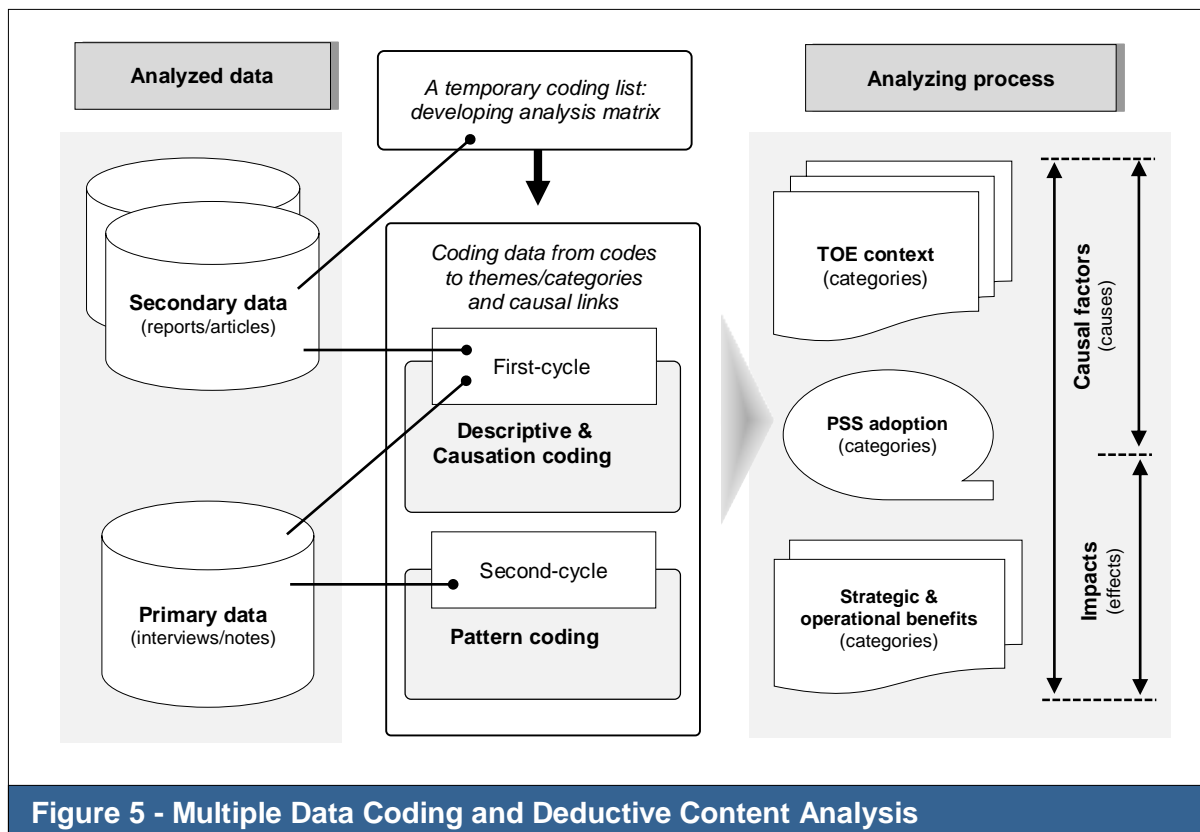 Analyzed data
A temporary coding list:
developing analysis matrix
Analyzing process
Secondary data
(reports/articles)
Coding data from codes
to themes/categories
and causal links
First-cycle
Descriptive &
Causation coding
Primary data
(interviews/notes)
Second-cycle
Pattern coding
TOE context
(categories)
PSS adoption
(categories)
Strategic &
operational benefits
(categories)
Causal factors
(causes)
Impacts
(effects)
Figure 5 - Multiple Data Coding and Deductive Content Analysis